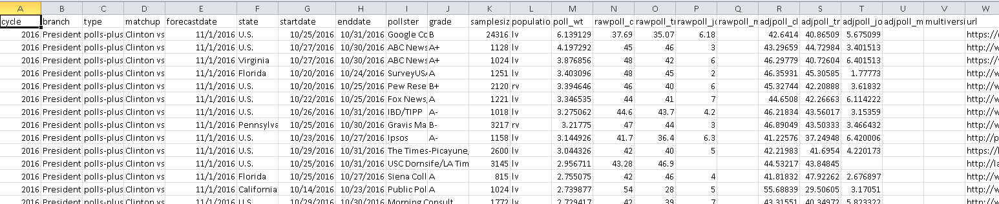 A B C D E F G H I J K L M N O P Q R S T U V W
cycle branch type matchup forecastdate state startdate enddate pollster grade samplesiz populatio poll_wt rawpoll_c rawpoll_tr rawpoll_jo rawpoll_m adjpoll_cl adjpoll_tr adjpoll_jo adjpoll_m multiversi url
2016 President polls-plus Clinton vs 11/1/2016 U.S. 10/25/2016 10/31/2016 Google Co B 24316 lv 6.139129 37.69 35.07 6.18 42.6414 40.86509 5.675099 https://
2016 President polls-plus Clinton vs 11/1/2016 U.S. 10/27/2016 10/30/2016 ABC News A+ 1128 lv 4.197292 45 46 3 43.29659 44.72984 3.401513 http://w
2016 President polls-plus Clinton vs 11/1/2016 Virginia 10/27/2016 10/30/2016 ABC News A+ 1024 lv 3.876856 48 42 6 46.29779 40.72604 6.401513 https://
2016 President polls-plus Clinton vs 11/1/2016 Florida 10/20/2016 10/24/2016 SurveyUSA A 1251 lv 3.403096 48 45 2 46.35931 45.30585 1.77773 http://w
2016 President polls-plus Clinton vs 11/1/2016 U.S. 10/20/2016 10/25/2016 Pew Rese B+ 2120 rv 3.394646 46 40 6 45.32744 42.20888 3.61832 http://w
2016 President polls-plus Clinton vs 11/1/2016 U.S. 10/22/2016 10/25/2016 Fox News, A 1221 lv 3.346535 44 41 7 44.6508 42.26663 6.114222 http://w
2016 President polls-plus Clinton vs 11/1/2016 U.S. 10/26/2016 10/31/2016 IBD/TIPP A- 1018 lv 3.275062 44.6 43.7 4.2 46.21834 43.56017 3.15359 http://w
2016 President polls-plus Clinton vs 11/1/2016 Pennsylva 10/25/2016 10/30/2016 Gravis Ma B- 3217 rv 3.21775 47 44 3 46.89049 43.50333 3.466432 http://w
2016 President polls-plus Clinton vs 11/1/2016 U.S. 10/23/2016 10/27/2016 Ipsos A- 1158 lv 3.144926 41.7 36.4 6.3 41.22576 37.24948 6.420006 http://p
2016 President polls-plus Clinton vs 11/1/2016 U.S. 10/29/2016 10/31/2016 The Times-Picayune, 2600 lv 3.044326 42 40 5 42.21983 41.6954 4.220173 https://
2016 President polls-plus Clinton vs 11/1/2016 U.S. 10/25/2016 10/31/2016 USC Dornsife/LA Tim 3145 lv 2.956711 43.28 46.9 44.53217 43.84845 http://la
2016 President polls-plus Clinton vs 11/1/2016 Florida 10/25/2016 10/27/2016 Siena Coll A 815 lv 2.755075 42 46 4 41.81832 47.92262 2.676897 http://w
2016 President polls-plus Clinton vs 11/1/2016 California 10/14/2016 10/23/2016 Public Pol A 1024 lv 2.739877 54 28 5 55.68839 29.50605 3.17051 http://w
2016 President polls-plus Clinton vs 11/1/2016 U.S. 10/29/2016 10/30/2016 Morning Consult 1772 lv 2.729417 42 39 7 43.31551 40.34972 5.823322 https://